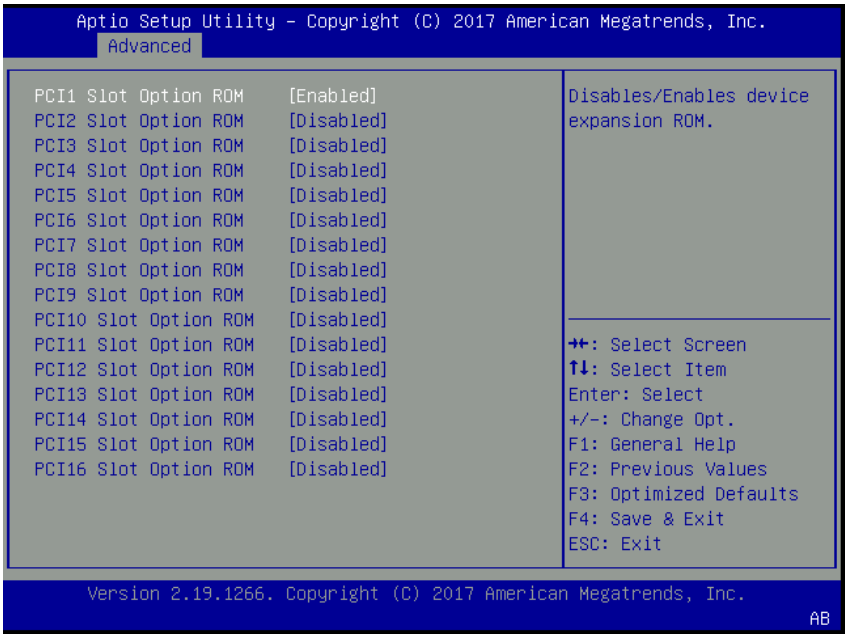 Aptio Setup Utility – Copyright (C) 2017 American Megatrends, Inc.
Advanced
PCI1 Slot Option ROM [Enabled]
PCI2 Slot Option ROM [Disabled]
PCI3 Slot Option ROM [Disabled]
PCI4 Slot Option ROM [Disabled]
PCI5 Slot Option ROM [Disabled]
PCI6 Slot Option ROM [Disabled]
PCI7 Slot Option ROM [Disabled]
PCI8 Slot Option ROM [Disabled]
PCI9 Slot Option ROM [Disabled]
PCI10 Slot Option ROM [Disabled]
PCI11 Slot Option ROM [Disabled]
PCI12 Slot Option ROM [Disabled]
PCI13 Slot Option ROM [Disabled]
PCI14 Slot Option ROM [Disabled]
PCI15 Slot Option ROM [Disabled]
PCI16 Slot Option ROM [Disabled]
Disables/Enables device
expansion ROM.
→←: Select Screen
↑↓: Select Item
Enter: Select
+/-: Change Opt.
F1: General Help
F2: Previous Values
F3: Optimized Defaults
F4: Save & Exit
ESC: Exit
Version 2.19.1266. Copyright (C) 2017 American Megatrends, Inc.
AB